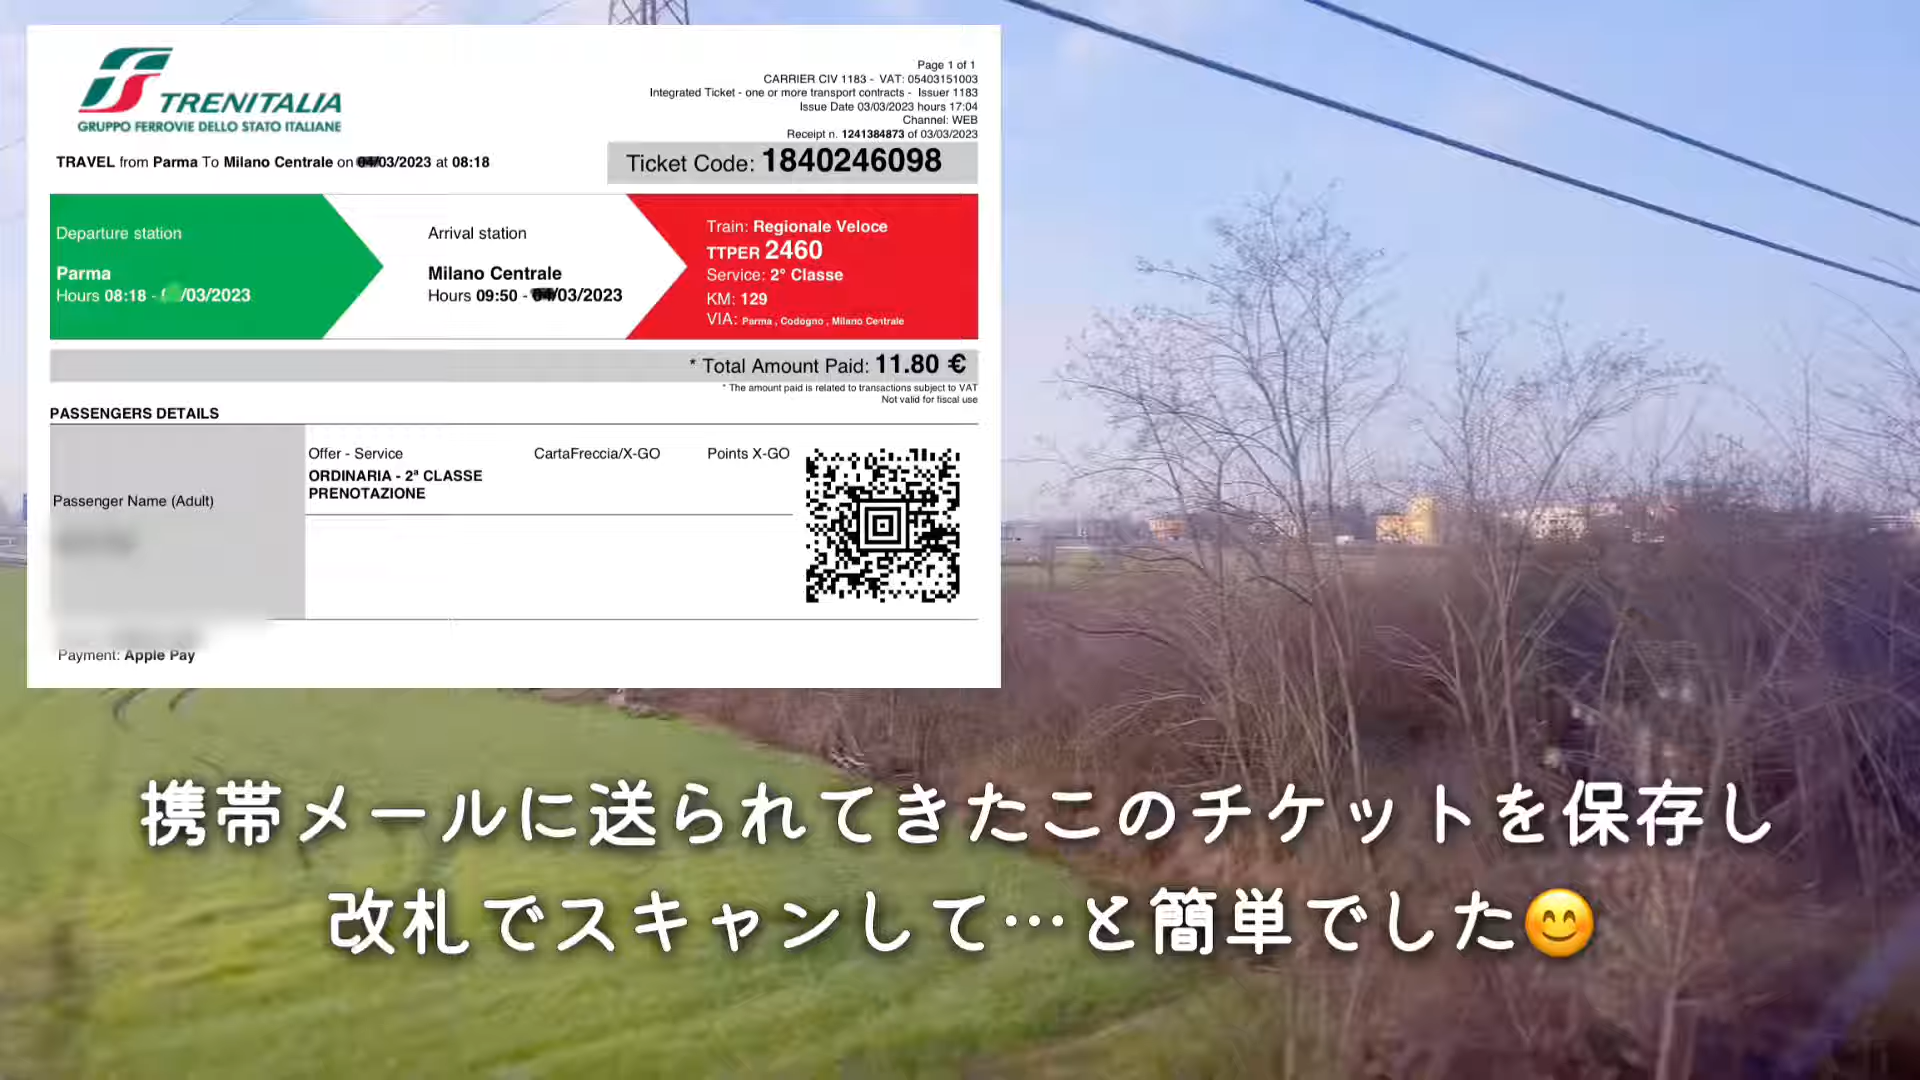 TRENITALIA
GRUPPO FERROVIE DELLO STATO ITALIANE
Page 1 of 1
CARRIER CIV 1183 - VAT: 05403151003
Integrated Ticket - one or more transport contracts - Issuer 1183
Issue Date 03/03/2023 hours 17:04
Channel: WEB
Receipt n. 1241384873 of 03/03/2023
TRAVEL from Parma To Milano Centrale on /03/2023 at 08:18
Ticket Code: 1840246098
Departure station
Parma
Hours 08:18 - /03/2023
Arrival station
Milano Centrale
Hours 09:50 - /03/2023
Train: Regionale Veloce
TTPER 2460
Service: 2° Classe
KM: 129
VIA: Parma , Codogno , Milano Centrale
* Total Amount Paid: 11.80 €
* The amount paid is related to transactions subject to VAT
Not valid for fiscal use
PASSENGERS DETAILS
Passenger Name (Adult)
Offer - Service
CartaFreccia/X-GO
Points X-GO
ORDINARIA - 2ª CLASSE
PRENOTAZIONE
Payment: Apple Pay
携帯メールに送られてきたこのチケットを保存し
改札でスキャンして…と簡単でした😊